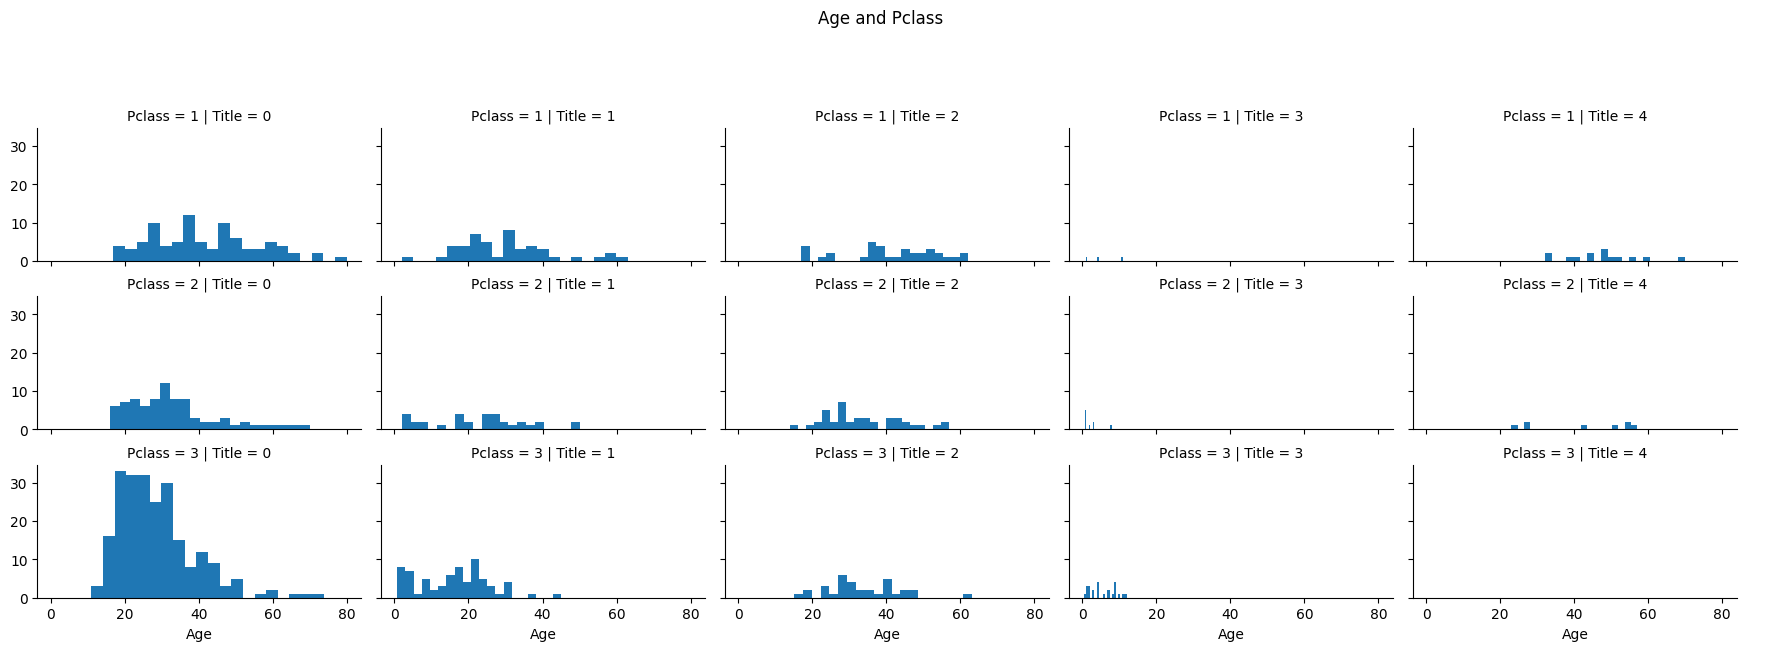 Age and Pclass
Pclass = 1 | Title = 0
Pclass = 1 | Title = 1
Pclass = 1 | Title = 2
Pclass = 1 | Title = 3
Pclass = 1 | Title = 4
30
20
10
0
0 20 40 60 80
0 20 40 60 80
0 20 40 60 80
0 20 40 60 80
0 20 40 60 80
Pclass = 2 | Title = 0
Pclass = 2 | Title = 1
Pclass = 2 | Title = 2
Pclass = 2 | Title = 3
Pclass = 2 | Title = 4
30
20
10
0
Pclass = 3 | Title = 0
Pclass = 3 | Title = 1
Pclass = 3 | Title = 2
Pclass = 3 | Title = 3
Pclass = 3 | Title = 4
30
20
10
0
Age
Age
Age
Age
Age